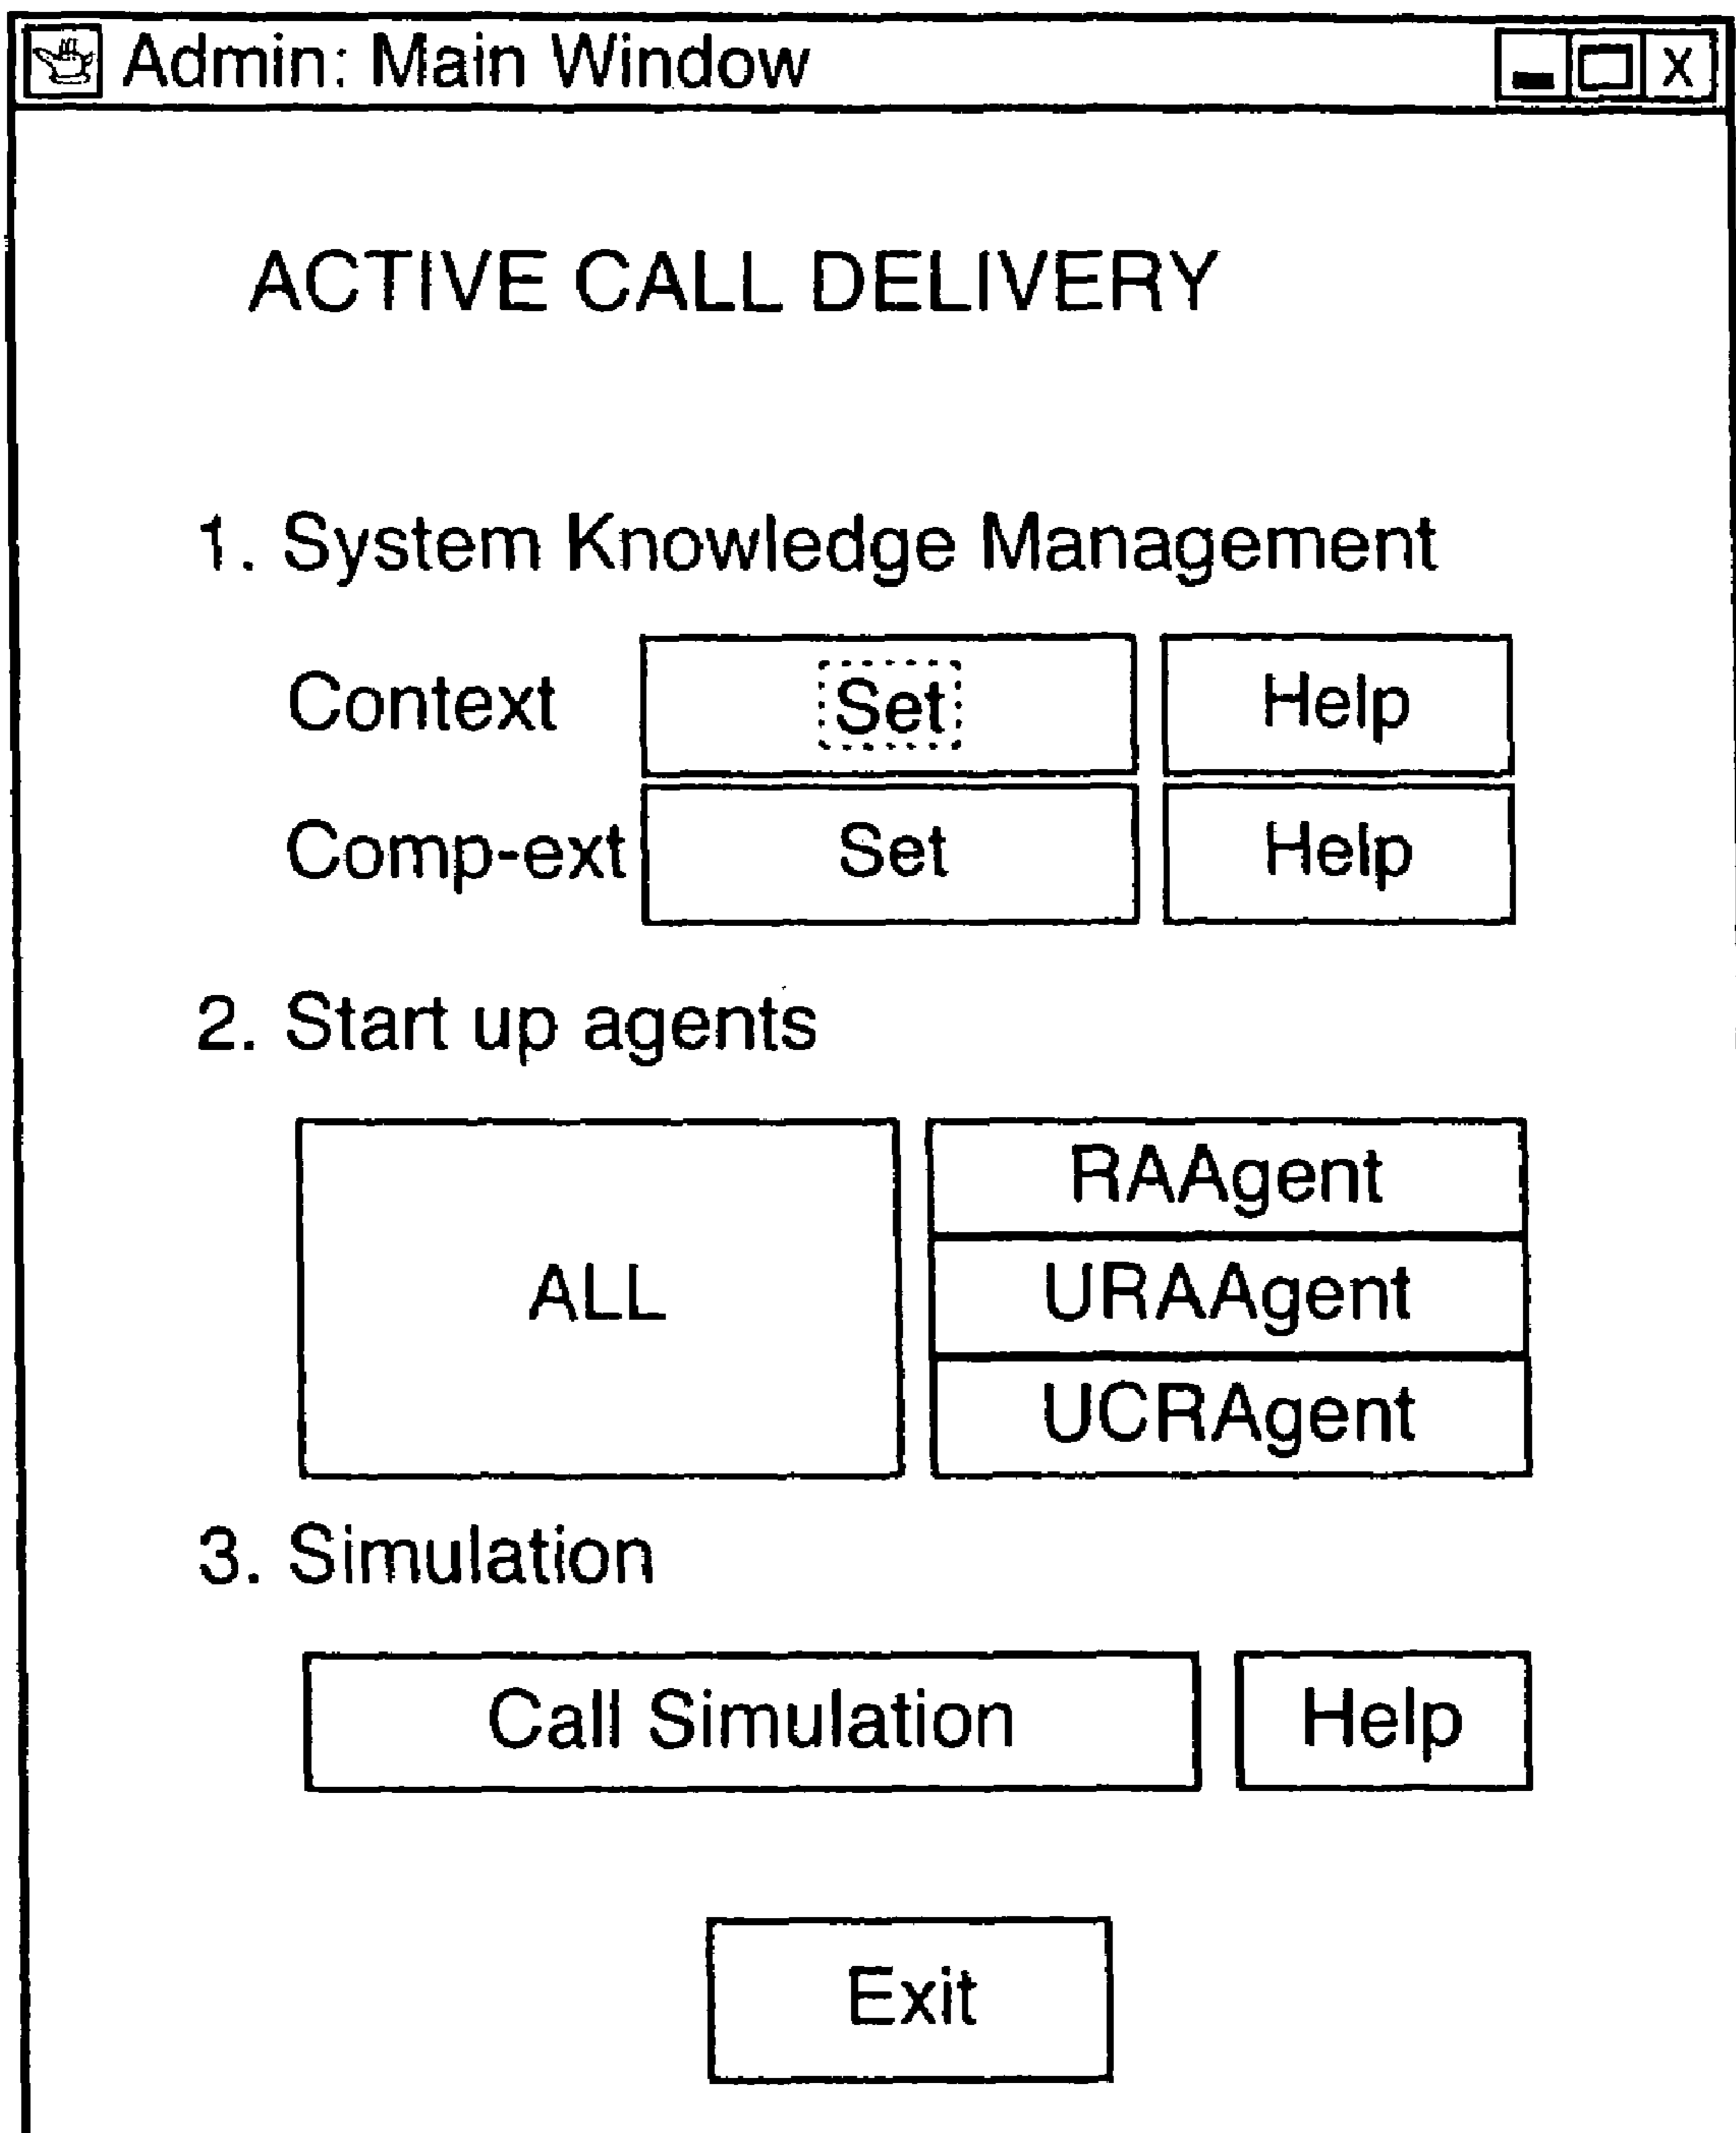 Admin: Main Window
X
ACTIVE CALL DELIVERY
1. System Knowledge Management
Context Set Help
Comp-ext Set Help
2. Start up agents
ALL
RAAgent
URAAgent
UCRAgent
3. Simulation
Call Simulation Help
Exit